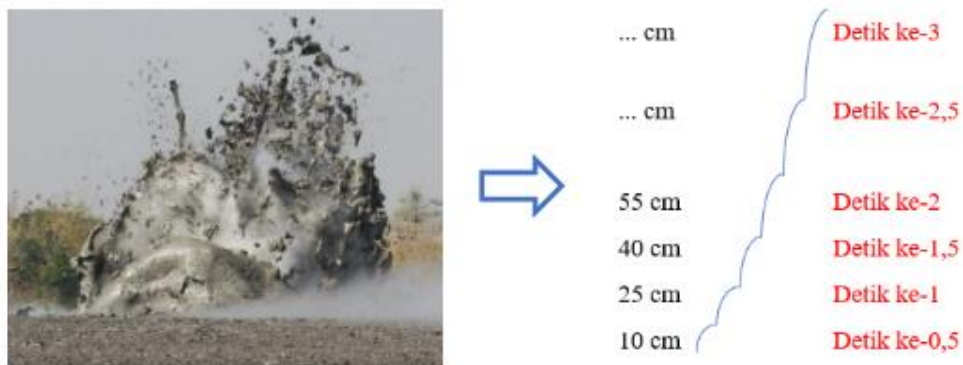 ... cm Detik ke-3
... cm Detik ke-2,5
55 cm Detik ke-2
40 cm Detik ke-1,5
25 cm Detik ke-1
10 cm Detik ke-0,5